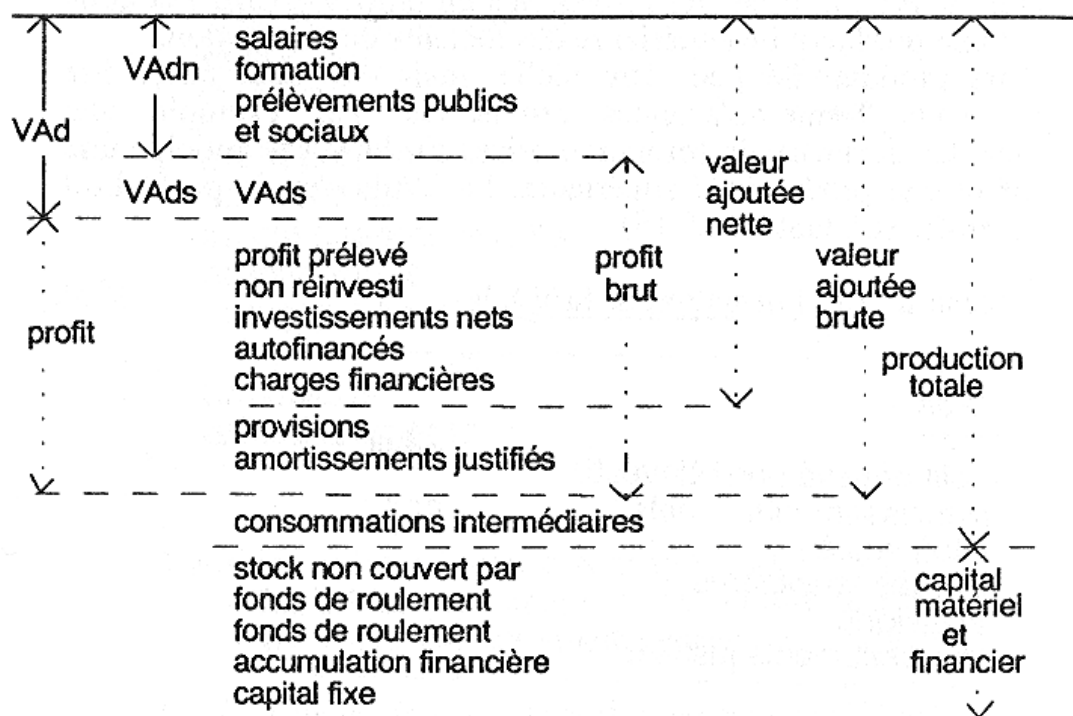 VAd
VAdn
salaires
formation
prélèvements publics
et sociaux
VAds
VAds
profit
profit prélevé
non réinvesti
investissements nets
autofinancés
charges financières
provisions
amortissements justifiés
consommations intermédiaires
stock non couvert par
fonds de roulement
fonds de roulement
accumulation financière
capital fixe
profit
brut
valeur
ajoutée
nette
valeur
ajoutée
brute
production
totale
capital
matériel
et
financier